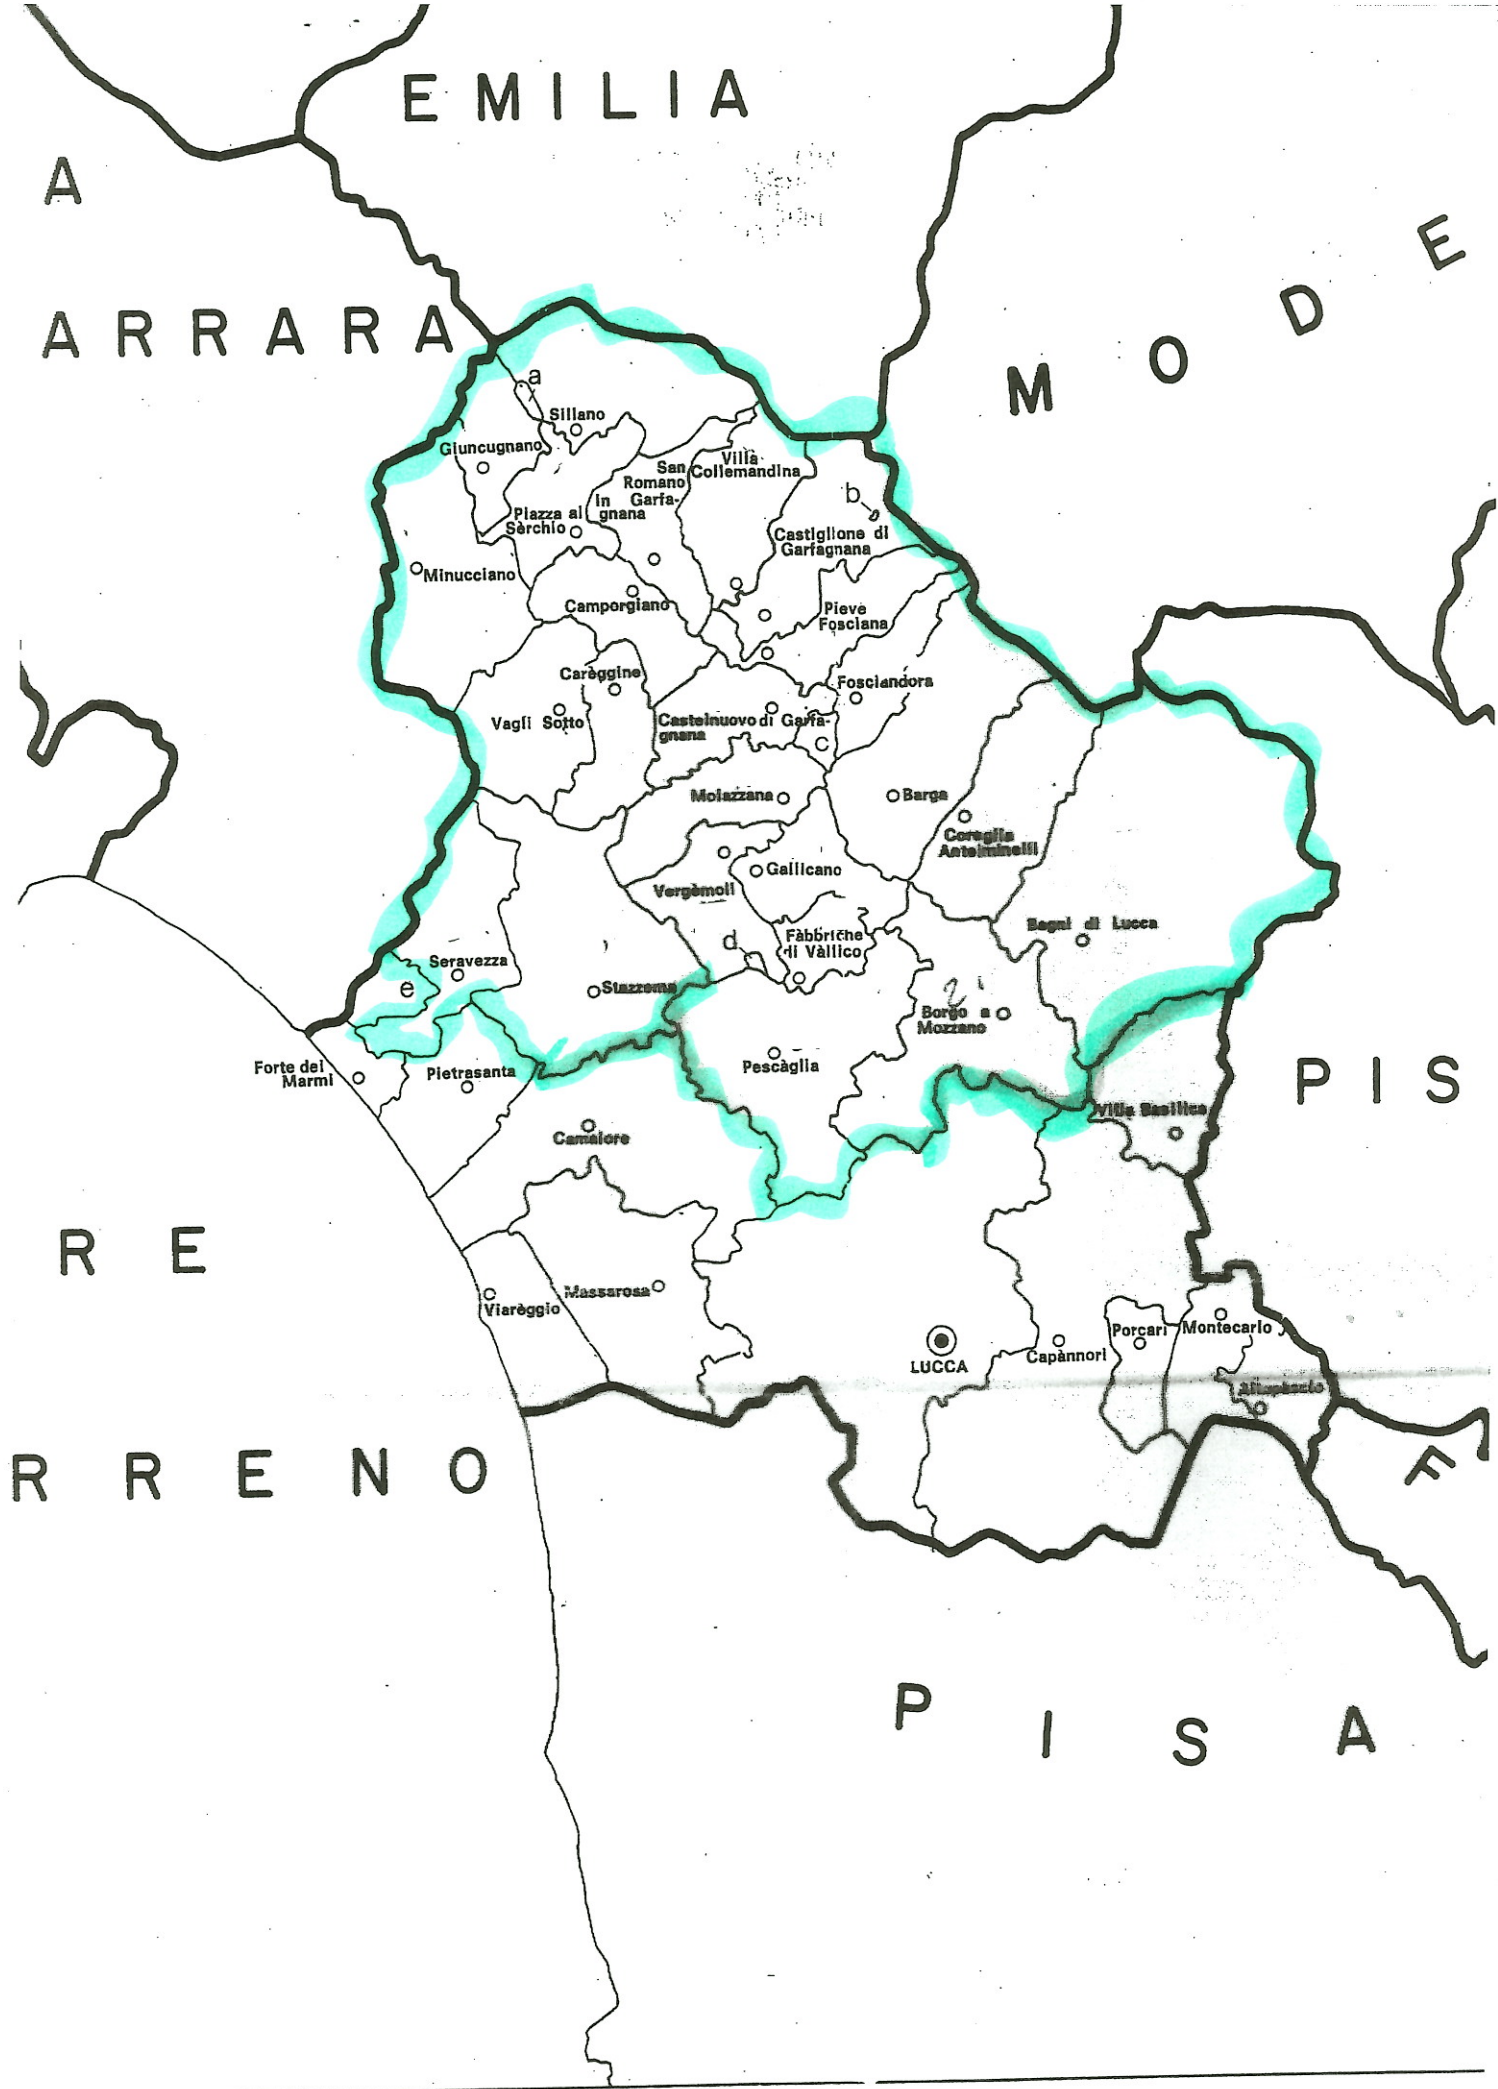 EMILIA
A
ARRARA
MODE
a
Sillano
Giuncugnano
Villa
Collemandina
San
Romano
in Garfa-
gnana
b
Piazza al
Sèrchio
Castiglione di
Garfagnana
Minucciano
Camporgiano
Pieve
Fosciana
Carèggine
Fosciandora
Vagli Sotto
Castelnuovo di Garfa-
gnana
c
Molazzana
Barga
Coreglia
Antelminelli
Gallicano
Vergèmoli
Bagni di Lucca
d
Fàbbriche
di Vàllico
Seravezza
e
Stazzema
2
Borgo a
Mozzano
Forte dei
Marmi
Pietrasanta
Pescàglia
PIS
Villa Basilica
Camaiore
RE
Viarèggio
Massarosa
LUCCA
Capànnori
Porcari
Montecarlo
Altopascio
RRENO
F
PISA